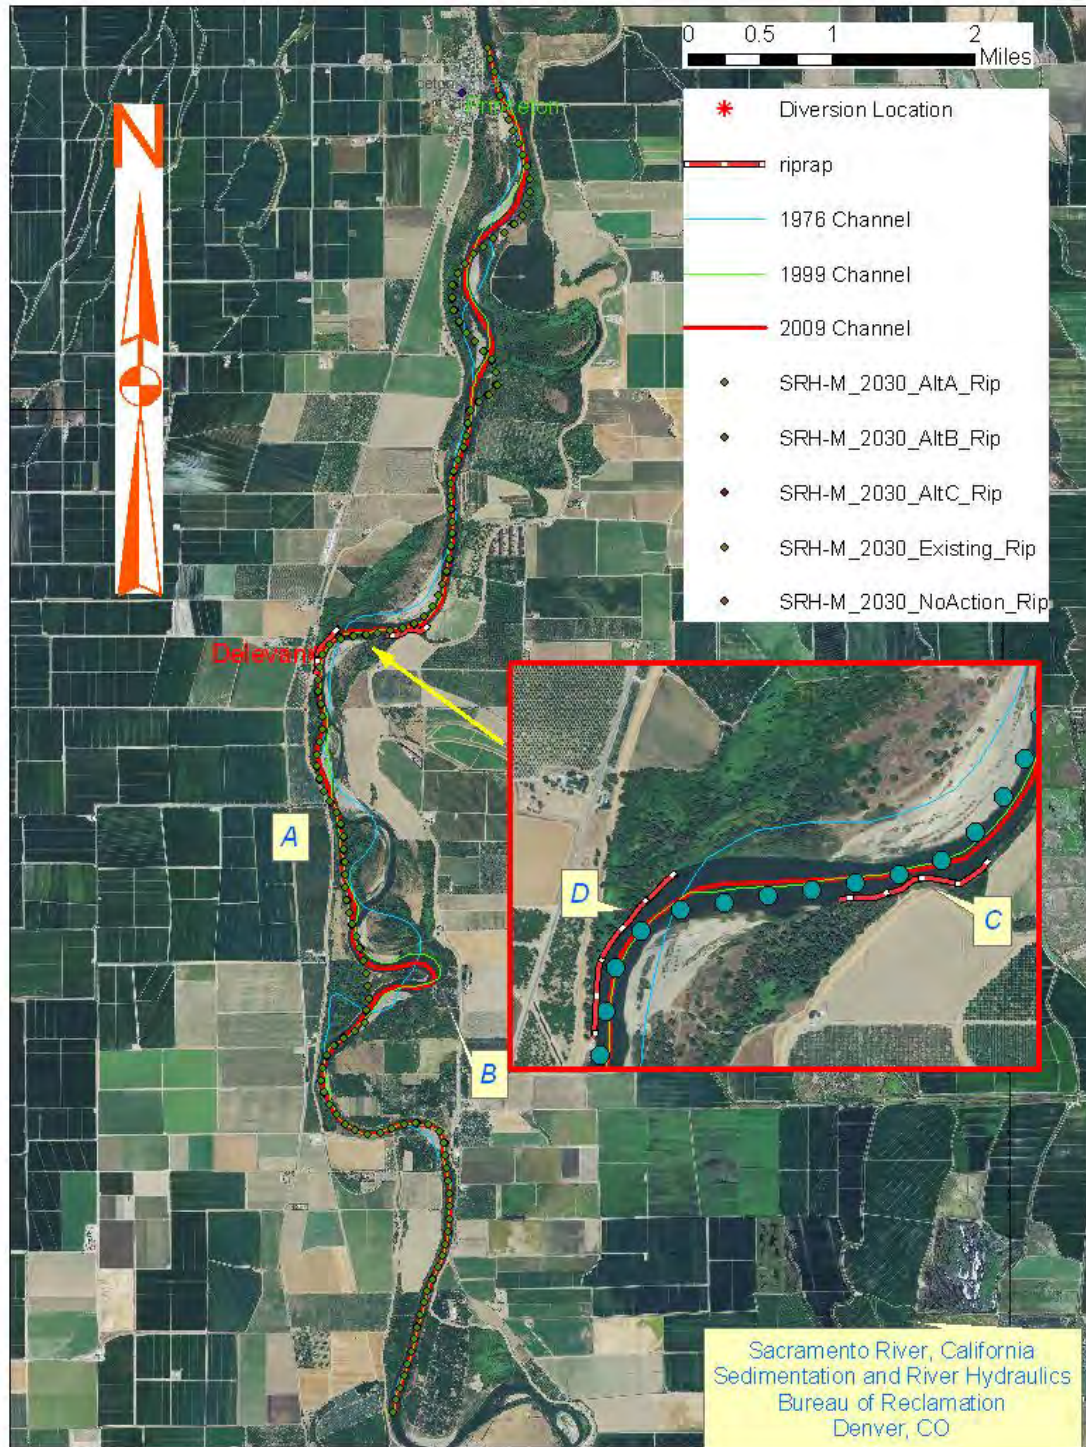 0 0.5 1 2
Miles
N
Princeton
Diversion Location
riprap
1976 Channel
1999 Channel
2009 Channel
SRH-M_2030_AltA_Rip
SRH-M_2030_AltB_Rip
SRH-M_2030_AltC_Rip
SRH-M_2030_Existing_Rip
SRH-M_2030_NoAction_Rip
Delevan
A
B
C
D
Sacramento River, California
Sedimentation and River Hydraulics
Bureau of Reclamation
Denver, CO